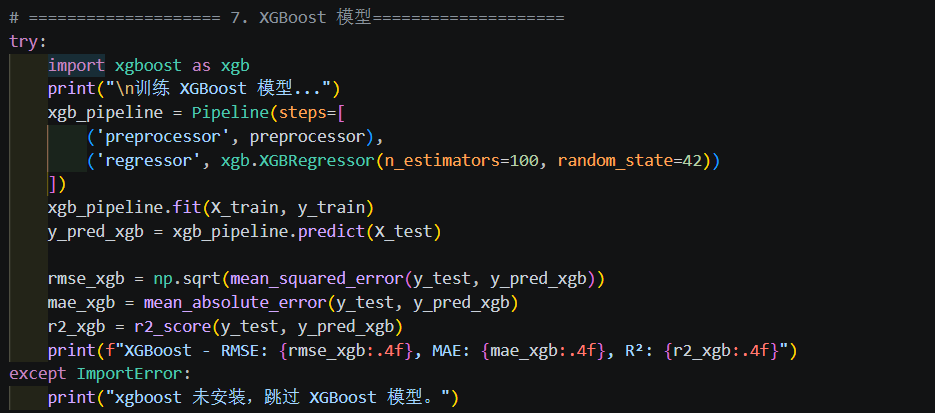 # ==================== 7. XGBoost 模型====================
try:
    import xgboost as xgb
    print("\n训练 XGBoost 模型...")
    xgb_pipeline = Pipeline(steps=[
        ('preprocessor', preprocessor),
        ('regressor', xgb.XGBRegressor(n_estimators=100, random_state=42))
    ])
    xgb_pipeline.fit(X_train, y_train)
    y_pred_xgb = xgb_pipeline.predict(X_test)

    rmse_xgb = np.sqrt(mean_squared_error(y_test, y_pred_xgb))
    mae_xgb = mean_absolute_error(y_test, y_pred_xgb)
    r2_xgb = r2_score(y_test, y_pred_xgb)
    print(f"XGBoost - RMSE: {rmse_xgb:.4f}, MAE: {mae_xgb:.4f}, R²: {r2_xgb:.4f}")
except ImportError:
    print("xgboost 未安装，跳过 XGBoost 模型。")